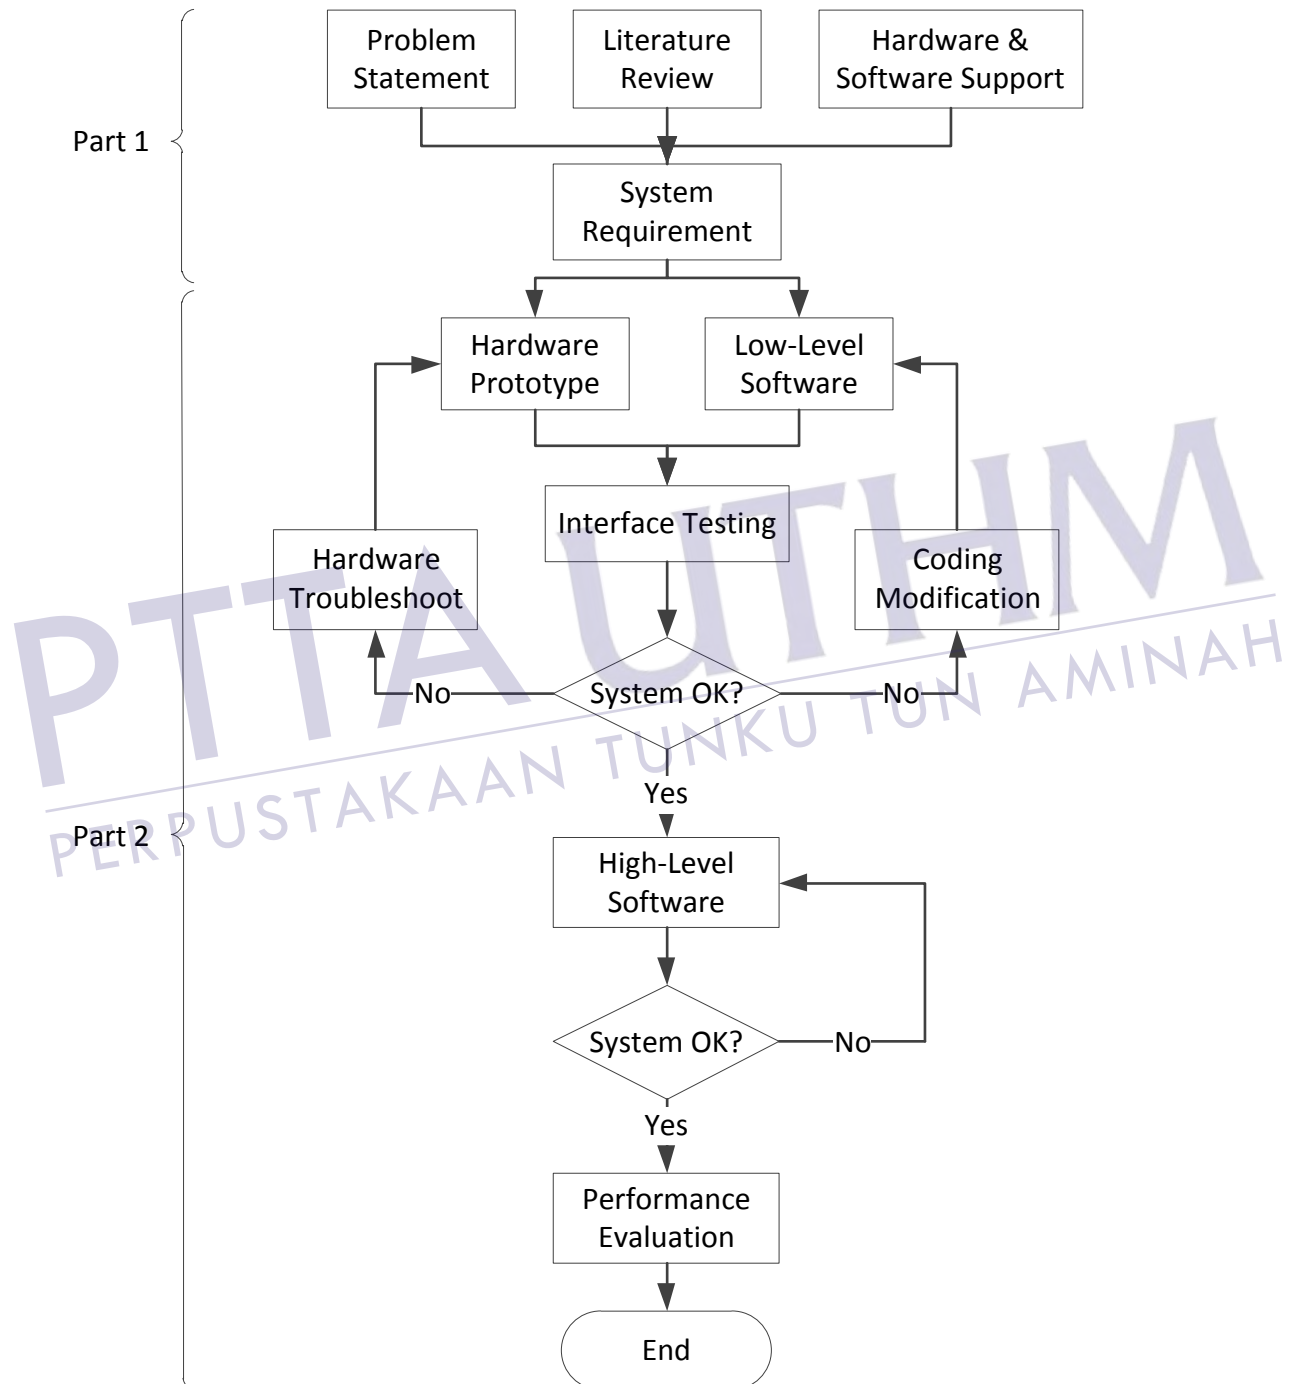 Problem
Statement
Literature
Review
Hardware &
Software Support
Part 1
System
Requirement
Hardware
Prototype
Low-Level
Software
Interface Testing
Hardware
Troubleshoot
Coding
Modification
No
System OK?
No
Yes
Part 2
High-Level
Software
System OK?
No
Yes
Performance
Evaluation
End
PTTA UTHM
PERPUSTAKAAN TUNKU TUN AMINAH